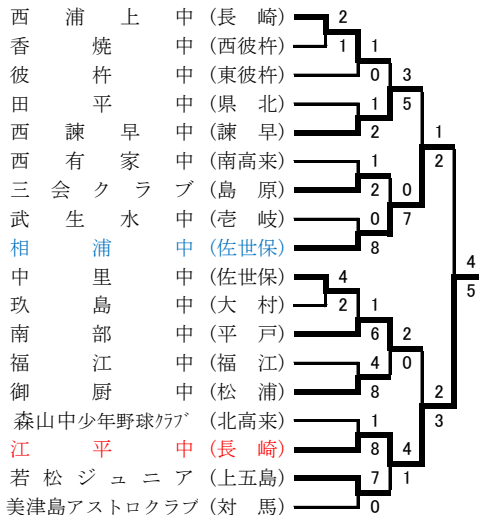 西浦上中(長崎) 2
香焼中(西彼杵) 1 1
彼杵中(東彼杵) 0 3
田平中(県北) 1 5
西諫早中(諫早) 2 1
西有家中(南高来) 1 2
三会クラブ(島原) 2 0
武生水中(壱岐) 0 7
相浦中(佐世保) 8 4
中里中(佐世保) 4 5
玖島中(大村) 2 1
南部中(平戸) 6 2
福江中(福江) 4 0
御厨中(松浦) 8 2
森山中少年野球クラブ(北高来) 1 3
江平中(長崎) 8 4
若松ジュニア(上五島) 7 1
美津島アストロクラブ(対馬) 0